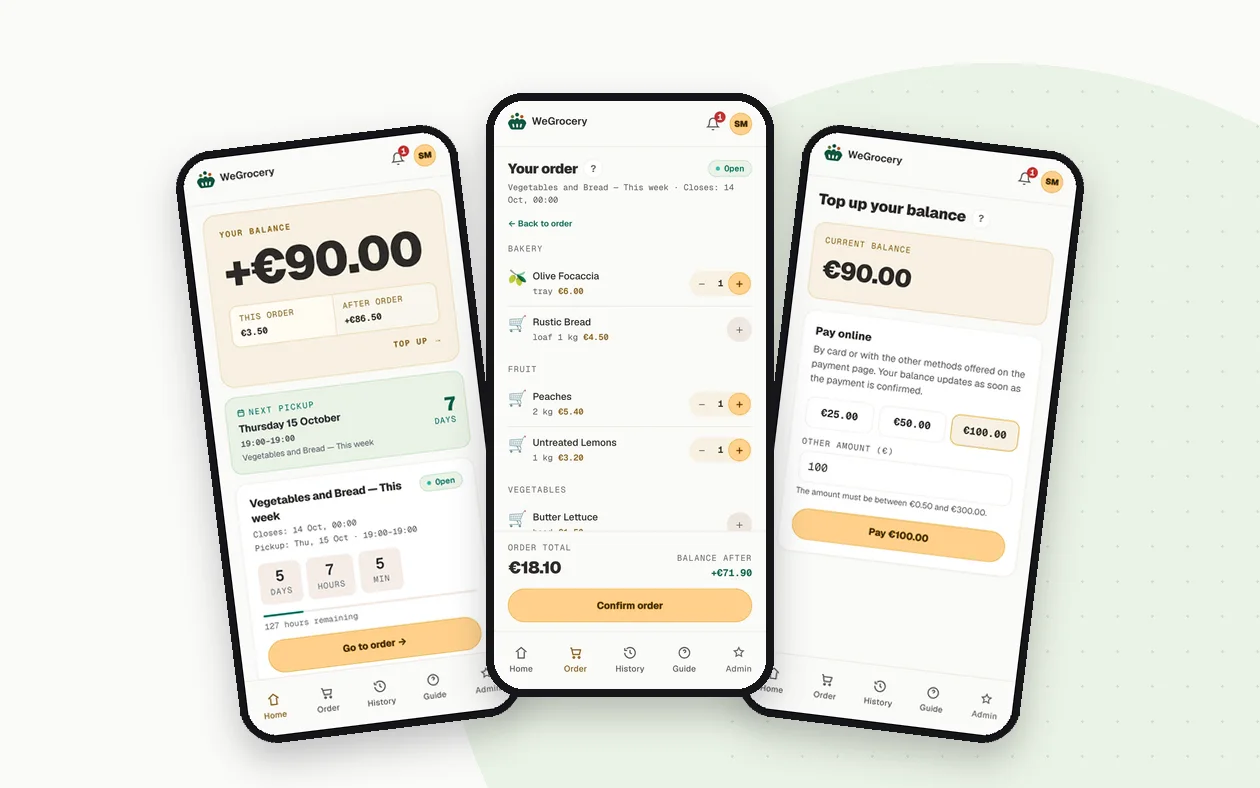 WeGrocery
1
SM
YOUR BALANCE
+€90.00
THIS ORDER
€3.50
AFTER ORDER
+€86.50
TOP UP →
NEXT PICKUP
Thursday 15 October
19:00–19:00
Vegetables and Bread — This week
7
DAYS
Vegetables and Bread — This
week
Open
Closes: 14 Oct, 00:00
Pickup: Thu, 15 Oct · 19:00–19:00
5
DAYS
7
HOURS
5
MIN
127 hours remaining
Go to order →
Home
Order
History
Guide
Admin
WeGrocery
1
SM
Your order ?
Open
Vegetables and Bread — This week · Closes: 14
Oct, 00:00
← Back to order
BAKERY
Olive Focaccia
tray €6.00
− 1 +
Rustic Bread
loaf 1 kg €4.50
+
FRUIT
Peaches
2 kg €5.40
− 1 +
Untreated Lemons
1 kg €3.20
− 1 +
VEGETABLES
Butter Lettuce
+
ORDER TOTAL
€18.10
BALANCE AFTER
+€71.90
Confirm order
Home
Order
History
Guide
Admin
WeGrocery
1
SM
Top up your balance ?
CURRENT BALANCE
€90.00
Pay online
By card or with the other methods offered on the
payment page. Your balance updates as soon as
the payment is confirmed.
€25.00
€50.00
€100.00
OTHER AMOUNT (€)
100
The amount must be between €0.50 and €300.00.
Pay €100.00
Home
Order
History
Guide
Admin